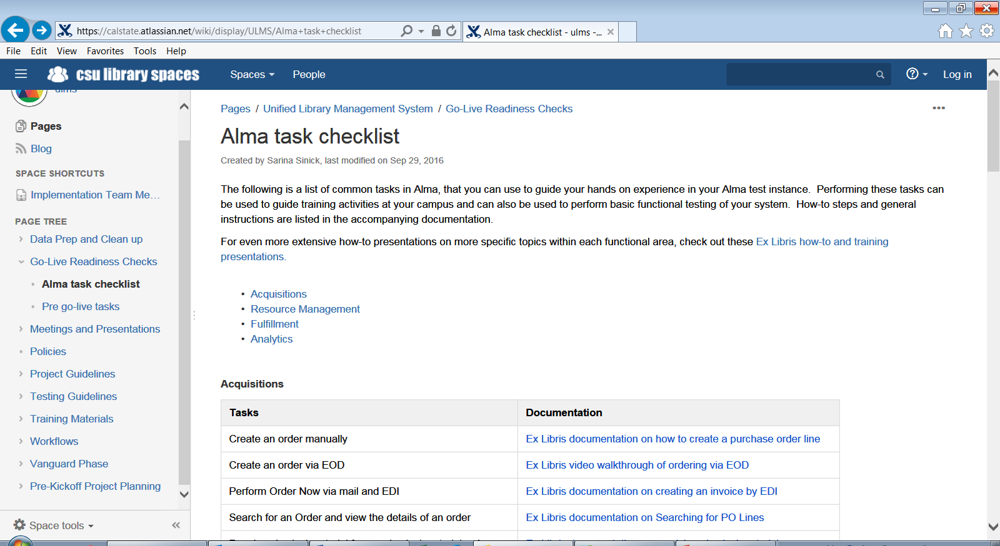 https://calstate.atlassian.net/wiki/display/ULMS/Alma+task+checklist
Alma task checklist - ulms -...
File Edit View Favorites Tools Help
csu library spaces Spaces People Log in
ulms
Pages
Blog
SPACE SHORTCUTS
Implementation Team Me...
PAGE TREE
Data Prep and Clean up
Go-Live Readiness Checks
Alma task checklist
Pre go-live tasks
Meetings and Presentations
Policies
Project Guidelines
Testing Guidelines
Training Materials
Workflows
Vanguard Phase
Pre-Kickoff Project Planning
Space tools
Pages / Unified Library Management System / Go-Live Readiness Checks
Alma task checklist
Created by Sarina Sinick, last modified on Sep 29, 2016
The following is a list of common tasks in Alma, that you can use to guide your hands on experience in your Alma test instance. Performing these tasks can
be used to guide training activities at your campus and can also be used to perform basic functional testing of your system. How-to steps and general
instructions are listed in the accompanying documentation.
For even more extensive how-to presentations on more specific topics within each functional area, check out these Ex Libris how-to and training
presentations.
• Acquisitions
• Resource Management
• Fulfillment
• Analytics
Acquisitions
Tasks Documentation
Create an order manually Ex Libris documentation on how to create a purchase order line
Create an order via EOD Ex Libris video walkthrough of ordering via EOD
Perform Order Now via mail and EDI Ex Libris documentation on creating an invoice by EDI
Search for an Order and view the details of an order Ex Libris documentation on Searching for PO Lines